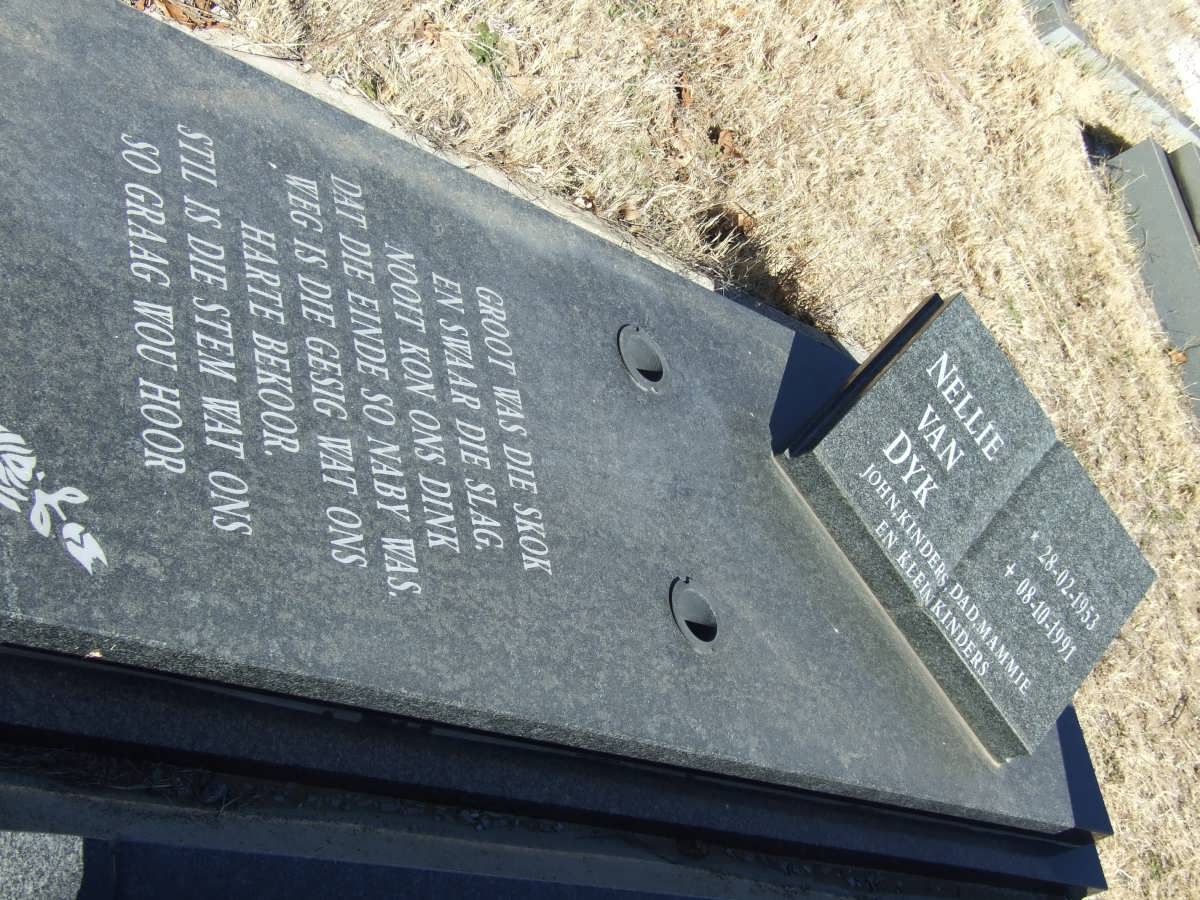 NELLIE
VAN
DYK
* 28-02-1953
✝ 08-10-1991
JOHN.KINDERS, DAD.MAMMIE
EN KLEIN KINDERS
GROOT WAS DIE SKOK
EN SWAAR DIE SLAG.
NOOIT KON ONS DINK
DAT DIE EINDE SO NABY WAS.
WEG IS DIE GESIG WAT ONS
HARTE BEKOOR.
STIL IS DIE STEM WAT ONS
SO GRAAG WOU HOOR